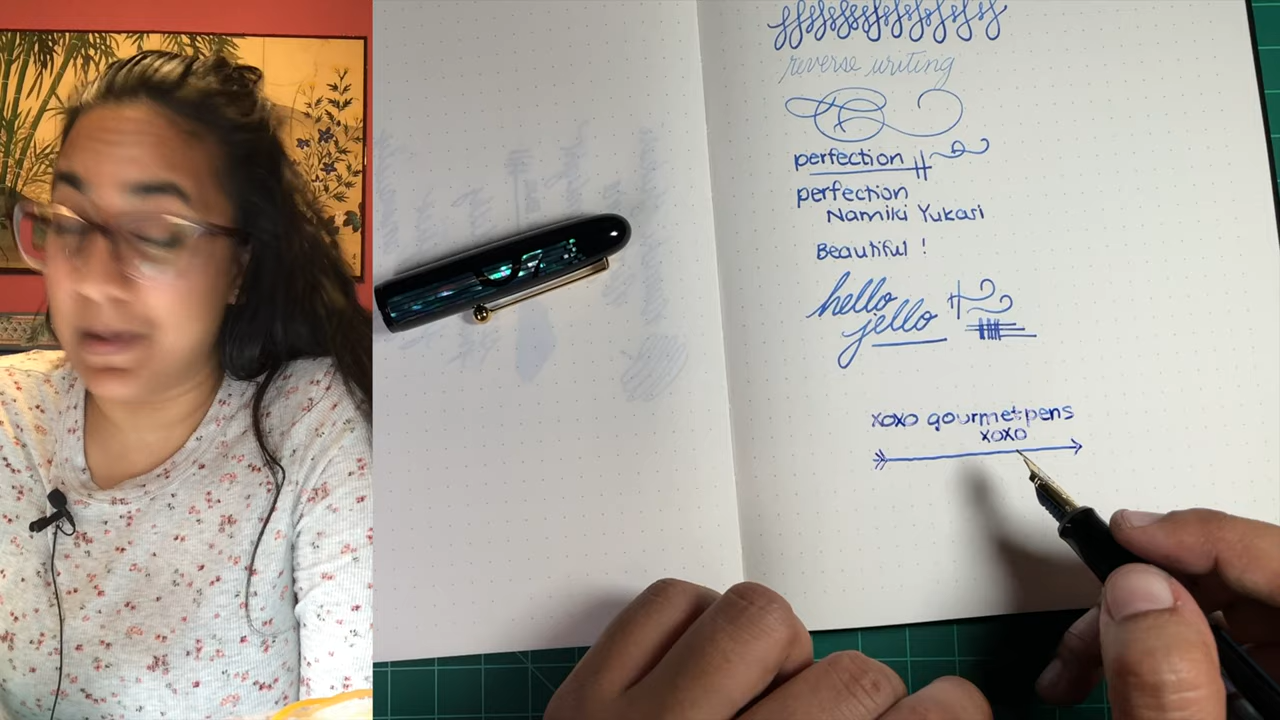 reverse writing
perfection
perfection
Namiki Yukari
Beautiful !
hello
jello
xoxo gourmetpens
xoxo